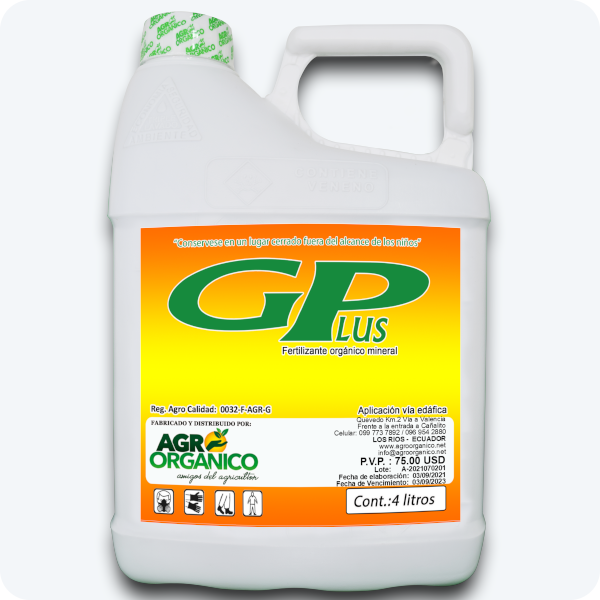 AGRO
ORGANICO
"Conservese en un lugar cerrado fuera del alcance de los niños"
GPLUS
Fertilizante orgánico mineral
Reg. Agro Calidad: 0032-F-AGR-G
Aplicación vía edáfica
FABRICADO Y DISTRIBUIDO POR:
AGRO
ORGANICO
amigos del agricultor
Quevedo Km.2 Vía a Valencia
Frente a la entrada a Cañalito
Celular: 099 773 7892 / 096 954 2880
LOS RIOS - ECUADOR
www.agroorganico.net
info@agroorganico.net
P.V.P. : 75.00 USD
Lote: A-2021070201
Fecha de elaboración: 03/09/2021
Fecha de Vencimiento: 03/09/2023
Cont.:4 litros